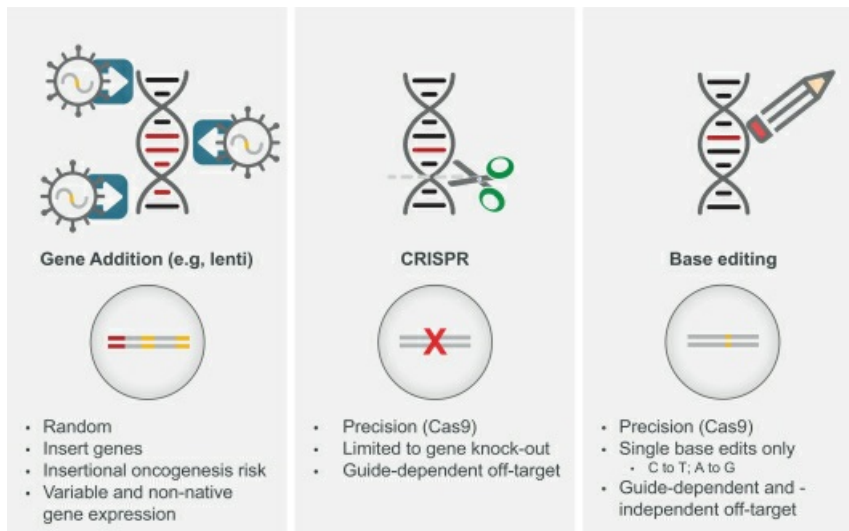 Gene Addition (e.g, lenti)
• Random
• Insert genes
• Insertional oncogenesis risk
• Variable and non-native
gene expression
CRISPR
X
• Precision (Cas9)
• Limited to gene knock-out
• Guide-dependent off-target
Base editing
• Precision (Cas9)
• Single base edits only
• C to T; A to G
• Guide-dependent and -
independent off-target